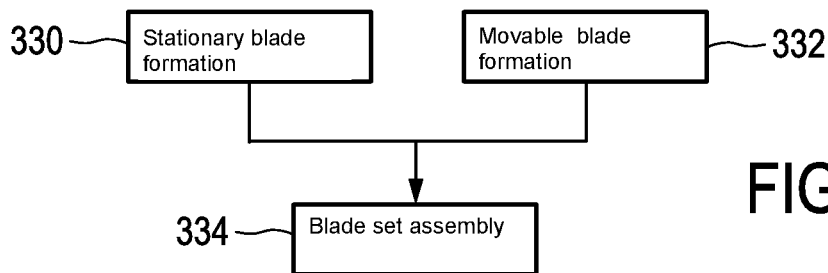 330
Stationary blade
formation
Movable blade
formation
332
334
Blade set assembly
FIG